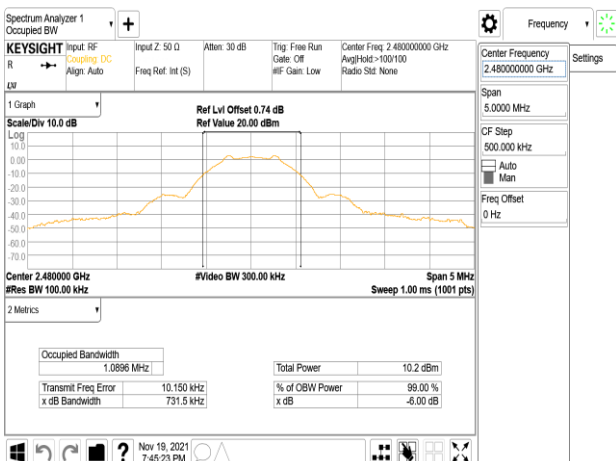 Spectrum Analyzer 1
Occupied BW
Frequency
KEYSIGHT
R
LXI
Input: RF
Coupling: DC
Align: Auto
Input Z: 50 Ω
Freq Ref: Int (S)
Atten: 30 dB
Trig: Free Run
Gate: Off
#IF Gain: Low
Center Freq: 2.480000000 GHz
Avg|Hold:>100/100
Radio Std: None
Center Frequency
2.480000000 GHz
Settings
Span
5.0000 MHz
CF Step
500.000 kHz
Auto
Man
Freq Offset
0 Hz
1 Graph
Scale/Div 10.0 dB
Ref Lvl Offset 0.74 dB
Ref Value 20.00 dBm
Log
10.0
0.00
-10.0
-20.0
-30.0
-40.0
-50.0
-60.0
-70.0
Center 2.480000 GHz
#Video BW 300.00 kHz
Span 5 MHz
#Res BW 100.00 kHz
Sweep 1.00 ms (1001 pts)
2 Metrics
Occupied Bandwidth
1.0896 MHz
Total Power 10.2 dBm
Transmit Freq Error 10.150 kHz
% of OBW Power 99.00 %
x dB Bandwidth 731.5 kHz
x dB -6.00 dB
?
Nov 19, 2021
7:45:23 PM